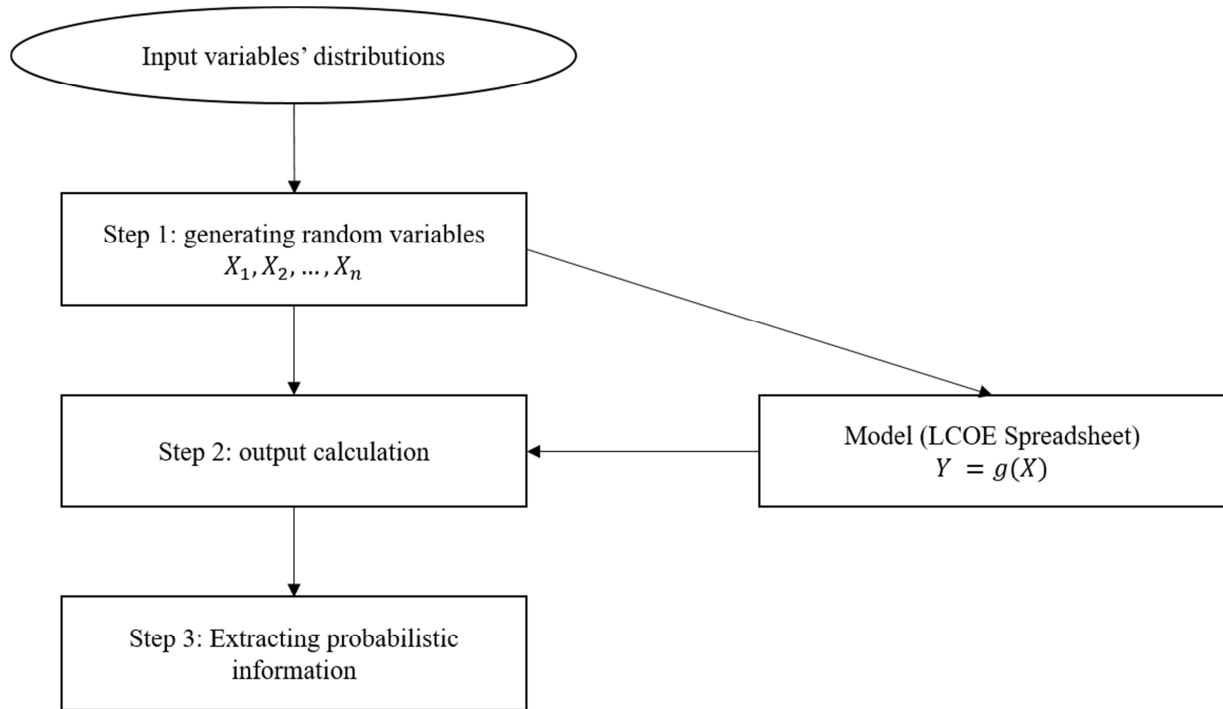 Input variables’ distributions
Step 1: generating random variables
𝑋₁, 𝑋₂, … , 𝑋ₙ
Step 2: output calculation
Model (LCOE Spreadsheet)
𝑌 = 𝑔(𝑋)
Step 3: Extracting probabilistic
information